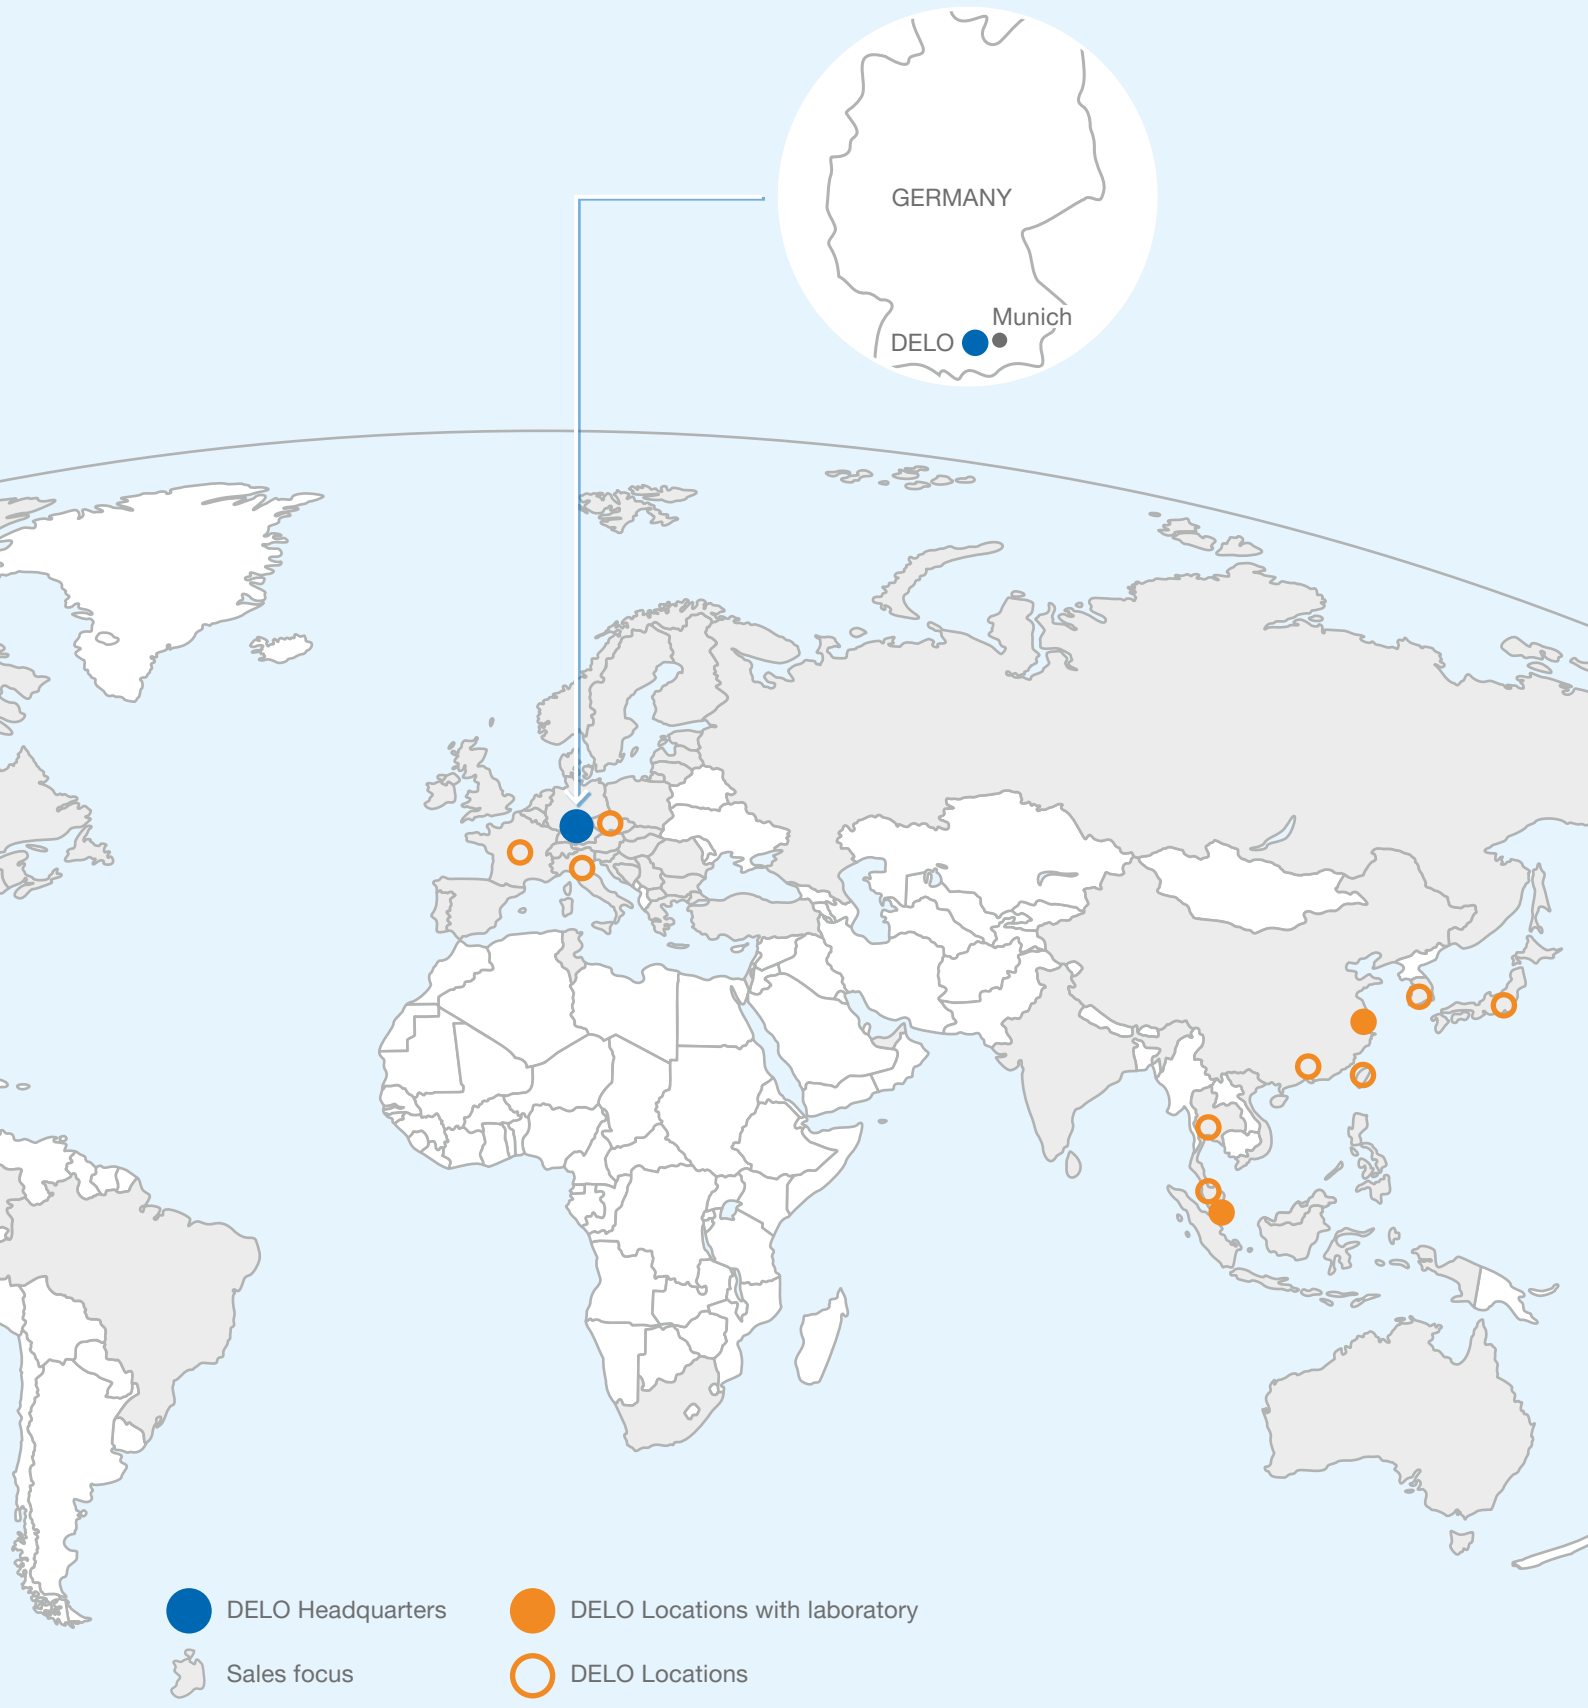 GERMANY
Munich
DELO
DELO Headquarters
DELO Locations with laboratory
Sales focus
DELO Locations